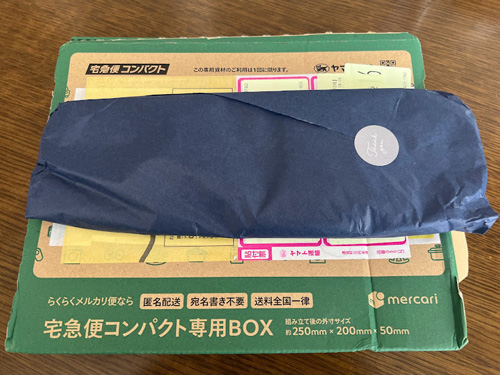 宅急便コンパクト
この専用資材のご利用は1回に限ります。
ヤマ
Thank
you
らくらくメルカリ便なら 匿名配送 宛名書き不要 送料全国一律
mercari
宅急便コンパクト専用BOX
組み立て後の外寸サイズ
約250mm×200mm×50mm